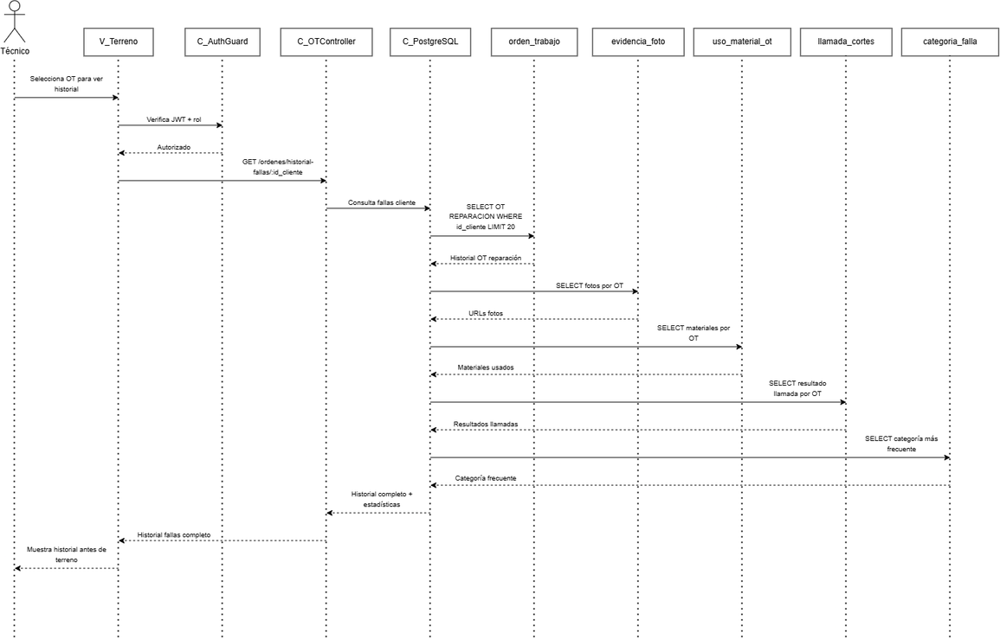 Técnico
V_Terreno
C_AuthGuard
C_OTController
C_PostgreSQL
orden_trabajo
evidencia_foto
uso_material_ot
llamada_cortes
categoria_falla
Selecciona OT para ver
historial
Verifica JWT + rol
Autorizado
GET /ordenes/historial-
fallas/:id_cliente
Consulta fallas cliente
SELECT OT
REPARACION WHERE
id_cliente LIMIT 20
Historial OT reparación
SELECT fotos por OT
URLs fotos
SELECT materiales por
OT
Materiales usados
SELECT resultado
llamada por OT
Resultados llamadas
SELECT categoría más
frecuente
Categoría frecuente
Historial completo +
estadísticas
Historial fallas completo
Muestra historial antes de
terreno